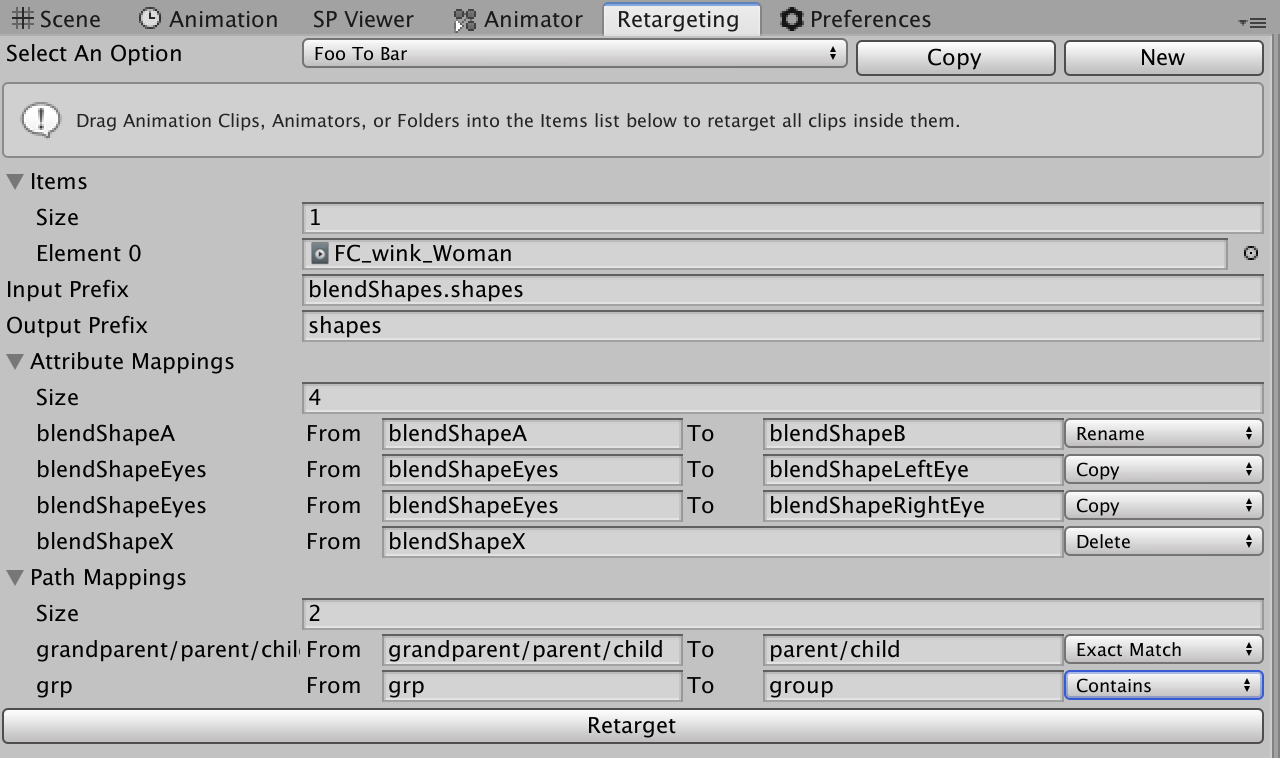 Scene Animation SP Viewer Animator Retargeting Preferences
Select An Option Foo To Bar Copy New
Drag Animation Clips, Animators, or Folders into the Items list below to retarget all clips inside them.
Items
Size 1
Element 0 FC_wink_Woman
Input Prefix blendShapes.shapes
Output Prefix shapes
Attribute Mappings
Size 4
blendShapeA From blendShapeA To blendShapeB Rename
blendShapeEyes From blendShapeEyes To blendShapeLeftEye Copy
blendShapeEyes From blendShapeEyes To blendShapeRightEye Copy
blendShapeX From blendShapeX Delete
Path Mappings
Size 2
grandparent/parent/chil From grandparent/parent/child To parent/child Exact Match
grp From grp To group Contains
Retarget